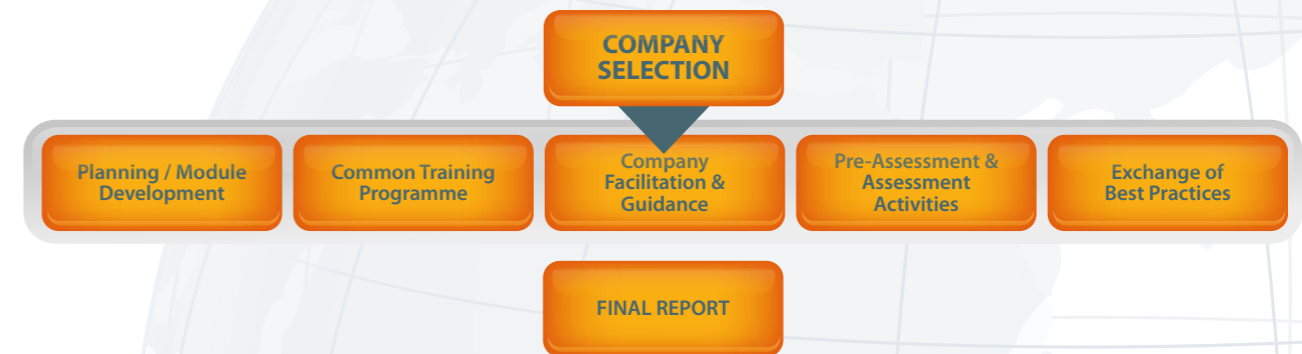 COMPANY
SELECTION
Planning / Module
Development
Common Training
Programme
Company
Facilitation &
Guidance
Pre-Assessment &
Assessment
Activities
Exchange of
Best Practices
FINAL REPORT